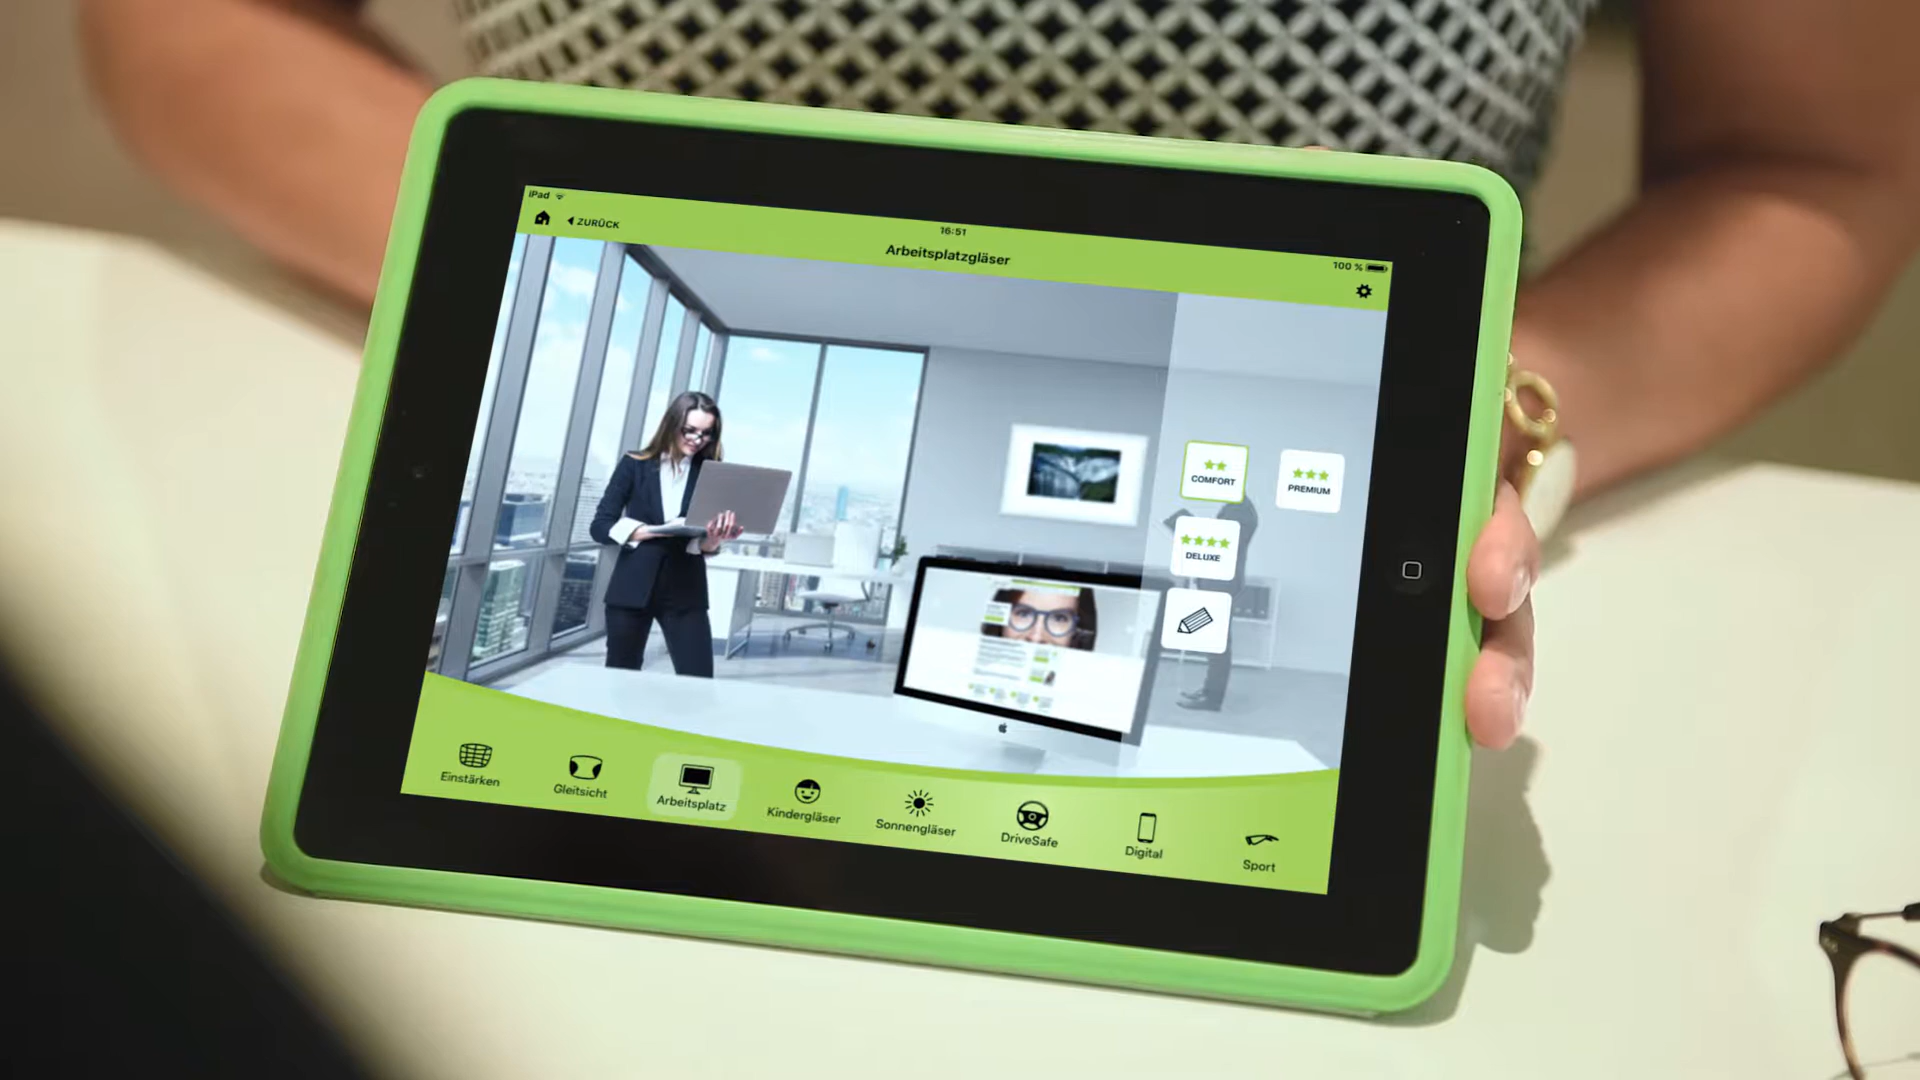 iPad
16:51
100 %
ZURÜCK
Arbeitsplatzgläser
COMFORT
PREMIUM
DELUXE
Einstärken
Gleitsicht
Arbeitsplatz
Kindergläser
Sonnengläser
DriveSafe
Digital
Sport